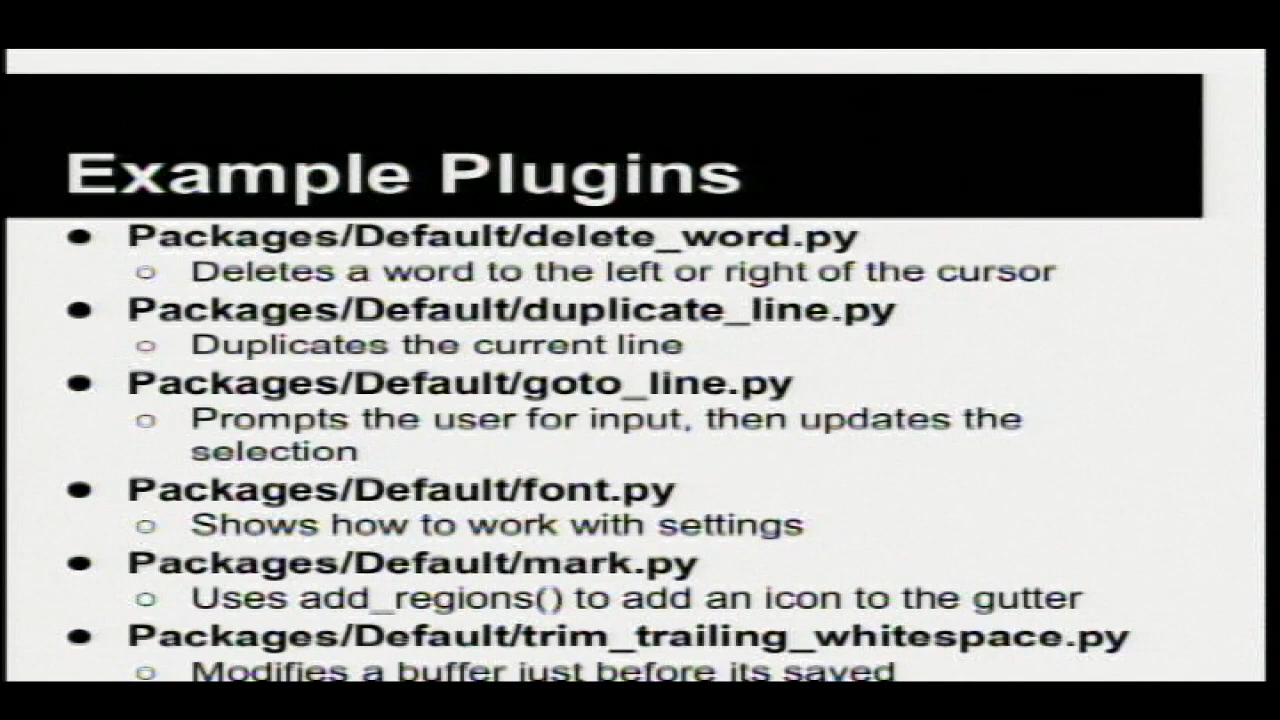 Example Plugins
● Packages/Default/delete_word.py
○ Deletes a word to the left or right of the cursor
● Packages/Default/duplicate_line.py
○ Duplicates the current line
● Packages/Default/goto_line.py
○ Prompts the user for input, then updates the
selection
● Packages/Default/font.py
○ Shows how to work with settings
● Packages/Default/mark.py
○ Uses add_regions() to add an icon to the gutter
● Packages/Default/trim_trailing_whitespace.py
○ Modifies a buffer just before its saved